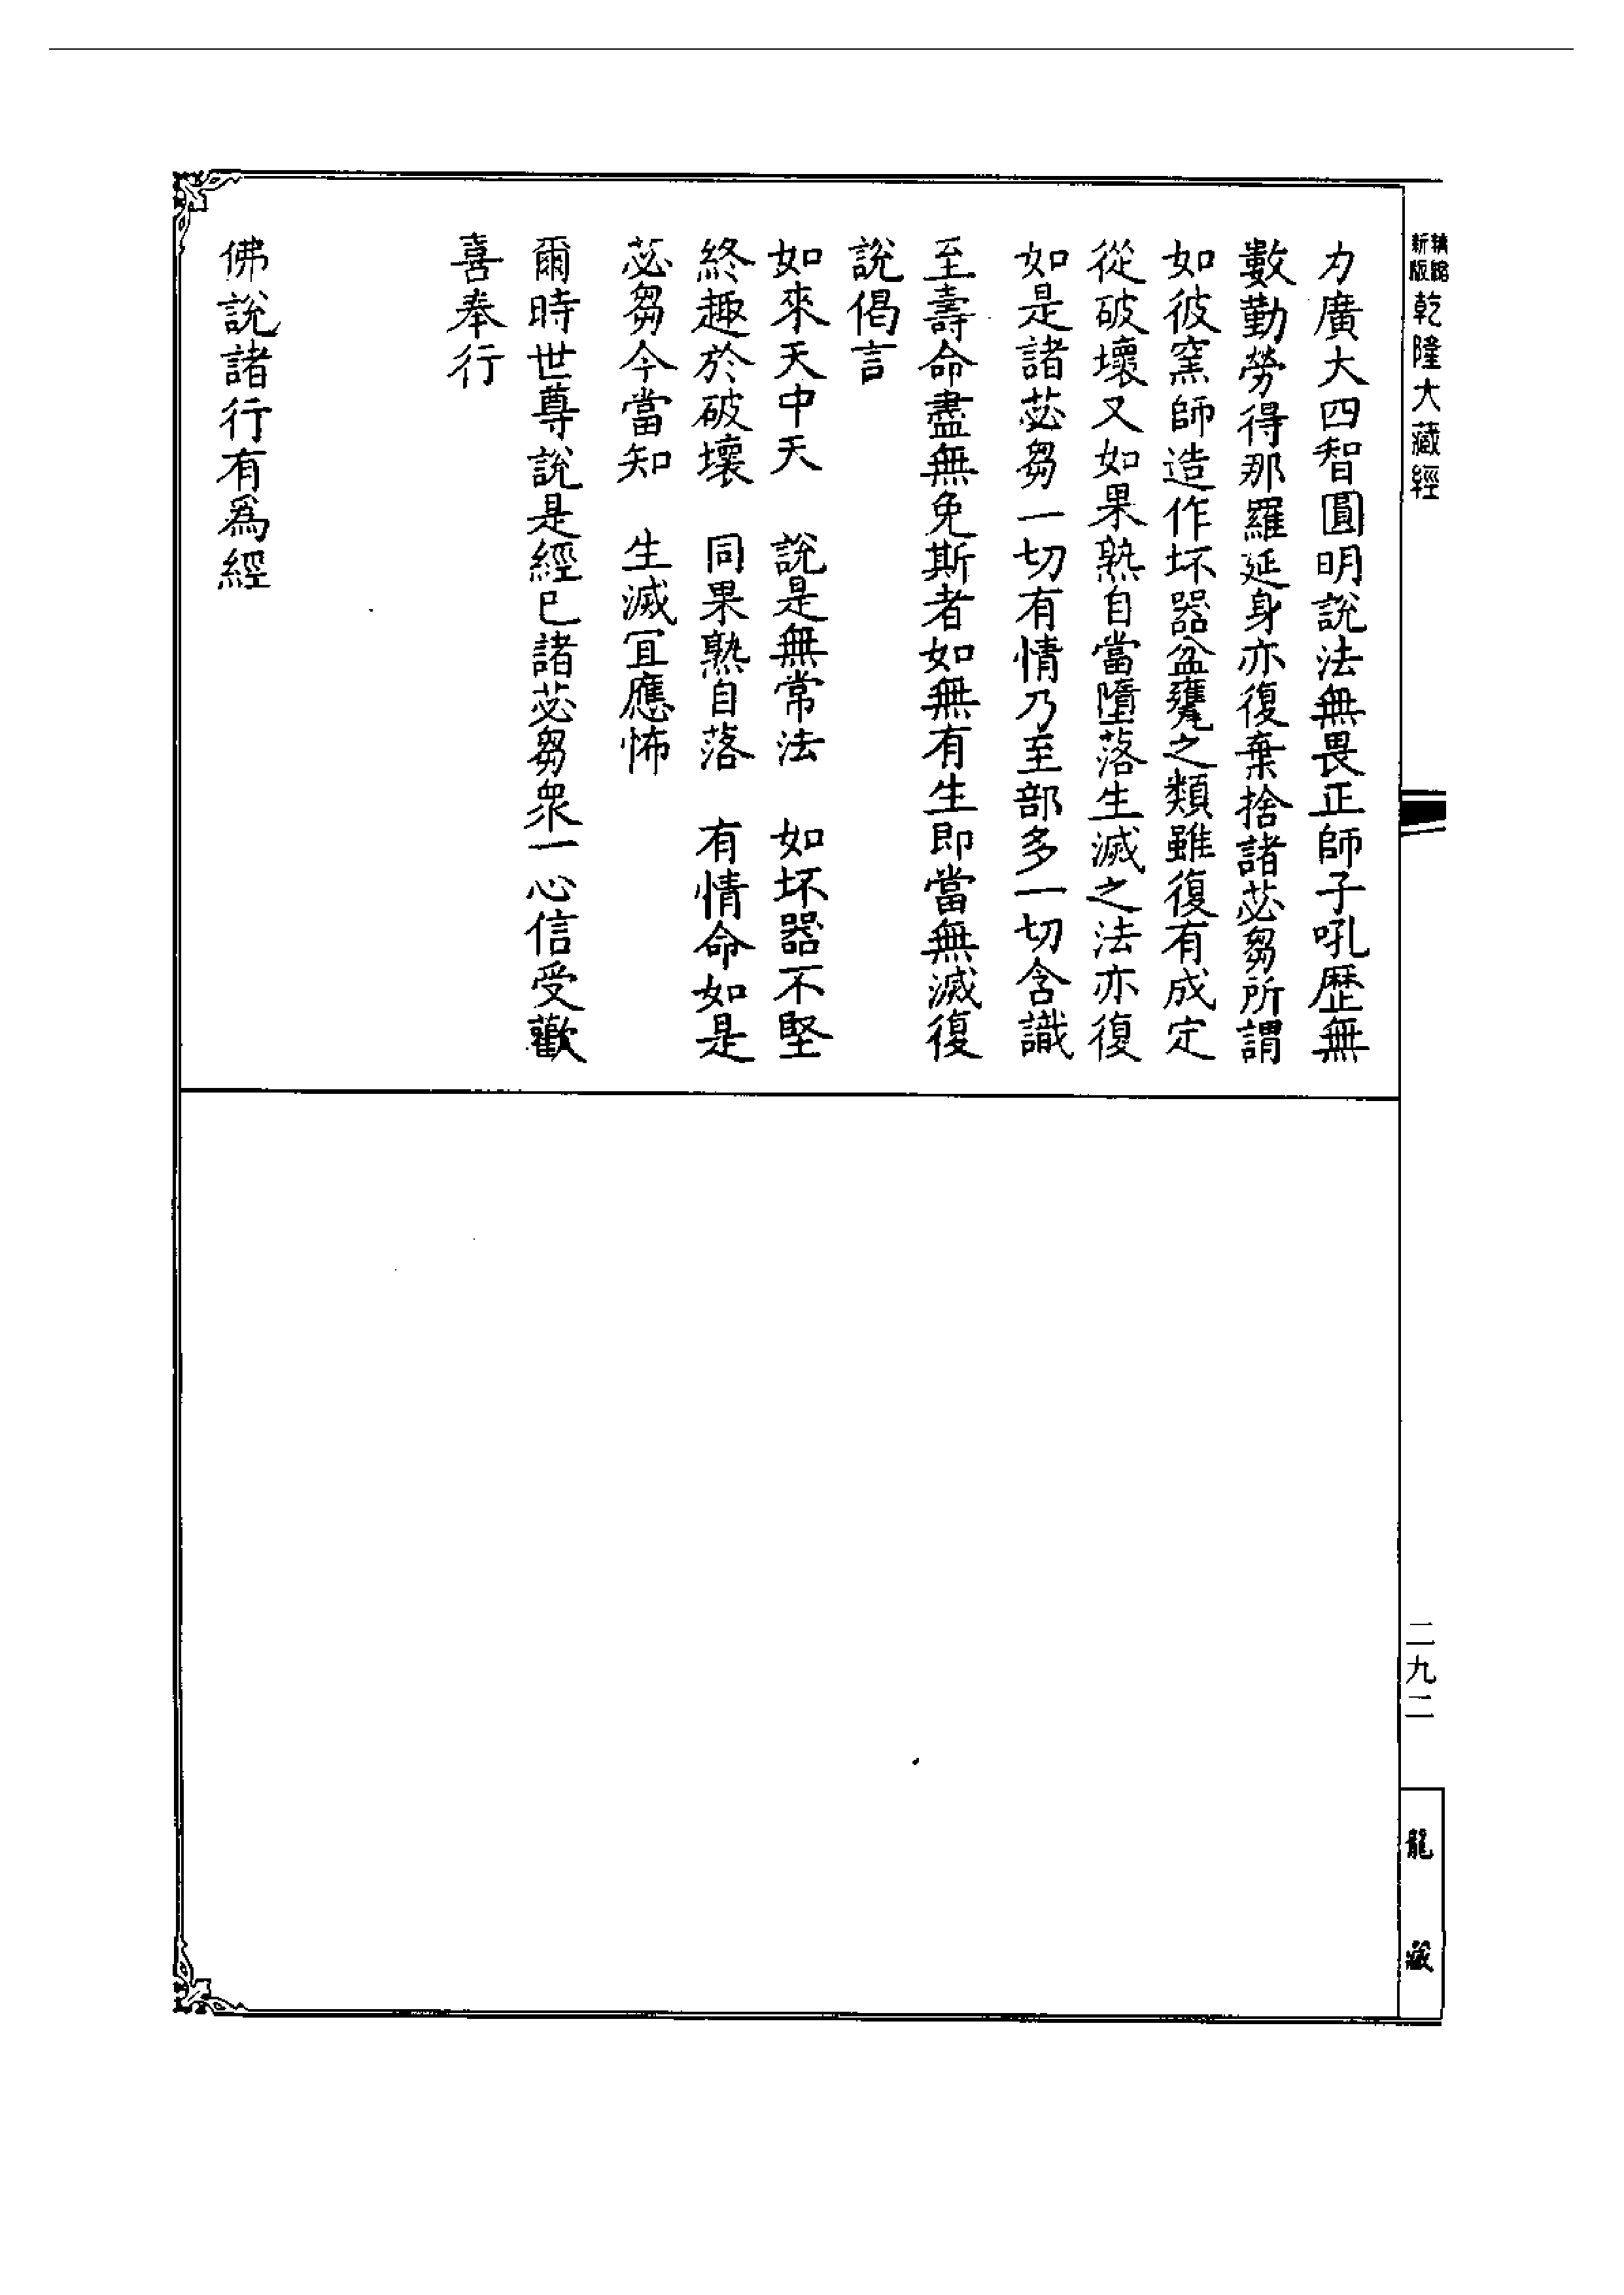 新版
精縮
乾隆大藏經
力廣大四智圓明說法無畏正師子吼歷無
數勤勞得那羅延身亦復棄捨諸苾芻所謂
如彼窯師造作坏器盆甕之類雖復有成定
從破壞又如果熟自當墮落生滅之法亦復
如是諸苾芻一切有情乃至部多一切含識
至壽命盡無免斯者如無有生即當無滅復
說偈言
如來天中天　說是無常法　如坏器不堅
終趣於破壞　同果熟自落　有情命如是
苾芻今當知　生滅宜應怖
爾時世尊說是經已諸苾芻眾一心信受歡
喜奉行
佛說諸行有為經
二九二
龍藏